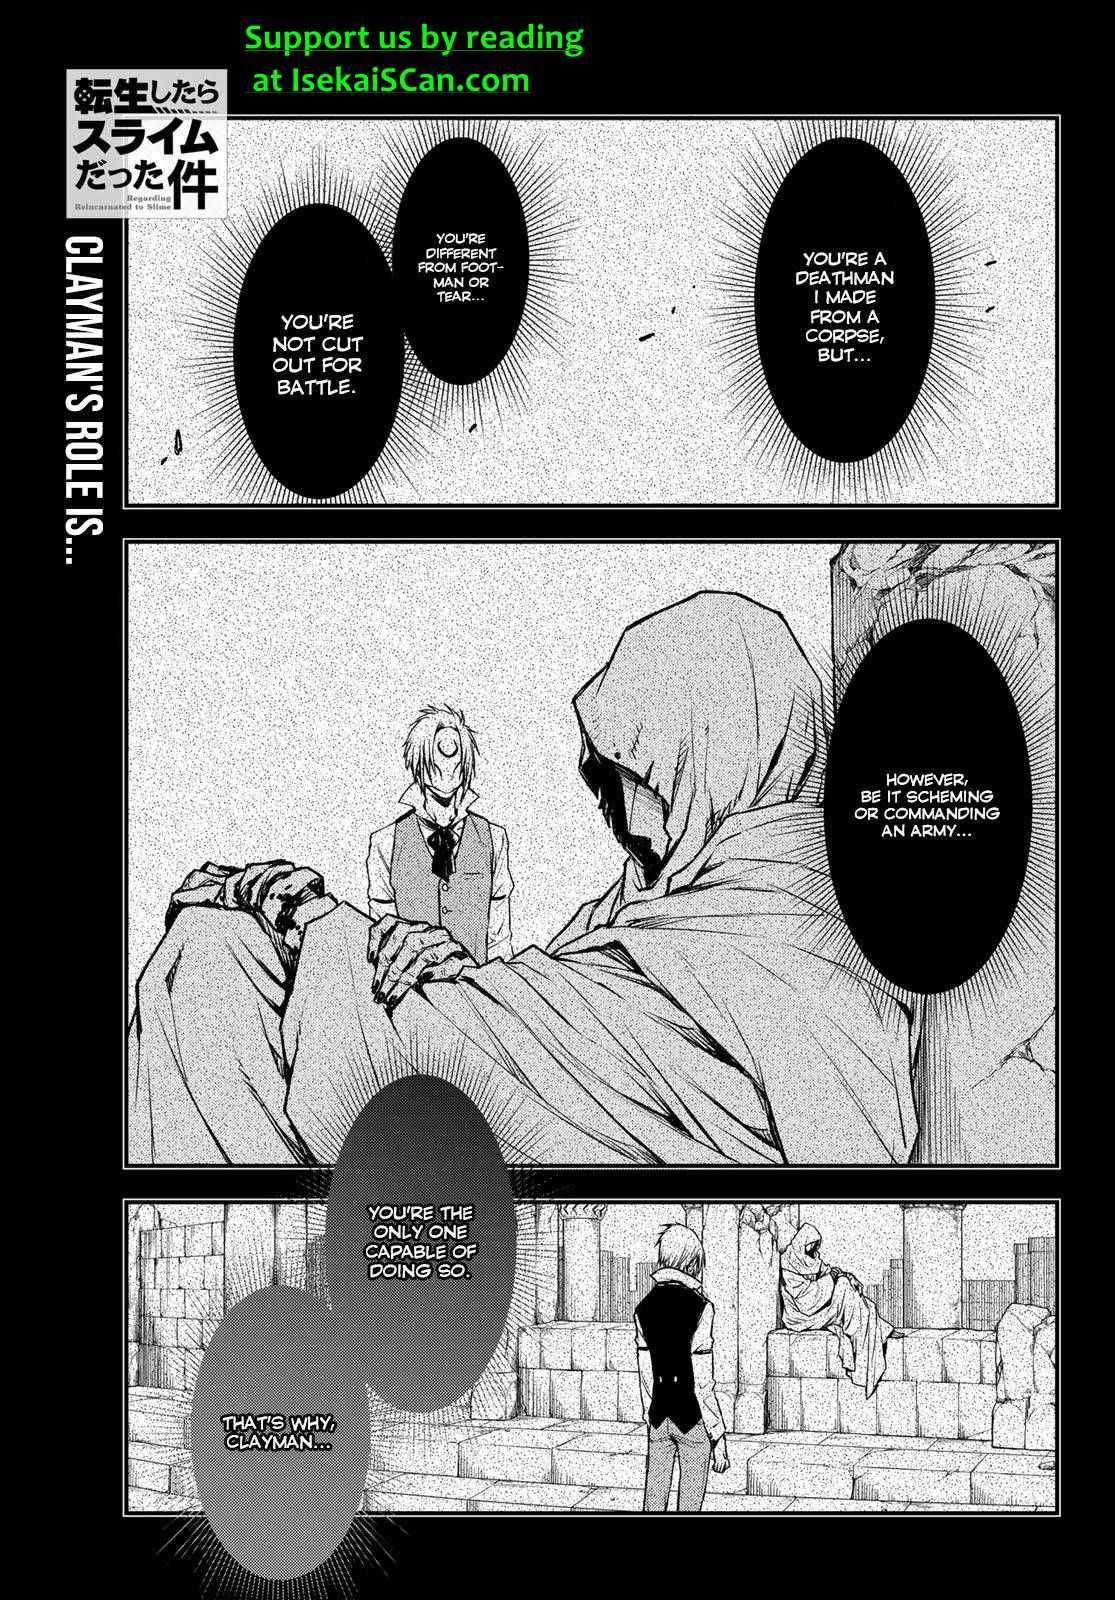 Support us by reading
at IsekaiSCan.com
転生したら
スライム
だった件
Regarding
Reincarnated to Slime
CLAYMAN'S ROLE IS...
YOU'RE A
DEATHMAN
I MADE
FROM A
CORPSE,
BUT...
YOU'RE
DIFFERENT
FROM FOOT-
MAN OR
TEAR...
YOU'RE
NOT CUT
OUT FOR
BATTLE.
HOWEVER,
BE IT SCHEMING
OR COMMANDING
AN ARMY...
YOU'RE THE
ONLY ONE
CAPABLE OF
DOING SO.
THAT'S WHY,
CLAYMAN...